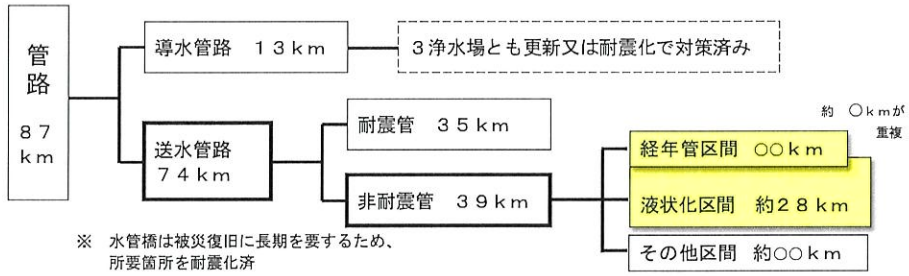 管路
８７
ｋｍ
導水管路　１３ｋｍ
３浄水場とも更新又は耐震化で対策済み
送水管路
７４ｋｍ
耐震管　３５ｋｍ
非耐震管　３９ｋｍ
約　○ｋｍが
重複
経年管区間　○○ｋｍ
液状化区間　約２８ｋｍ
その他区間　約○○ｋｍ
※　水管橋は被災復旧に長期を要するため、
所要箇所を耐震化済